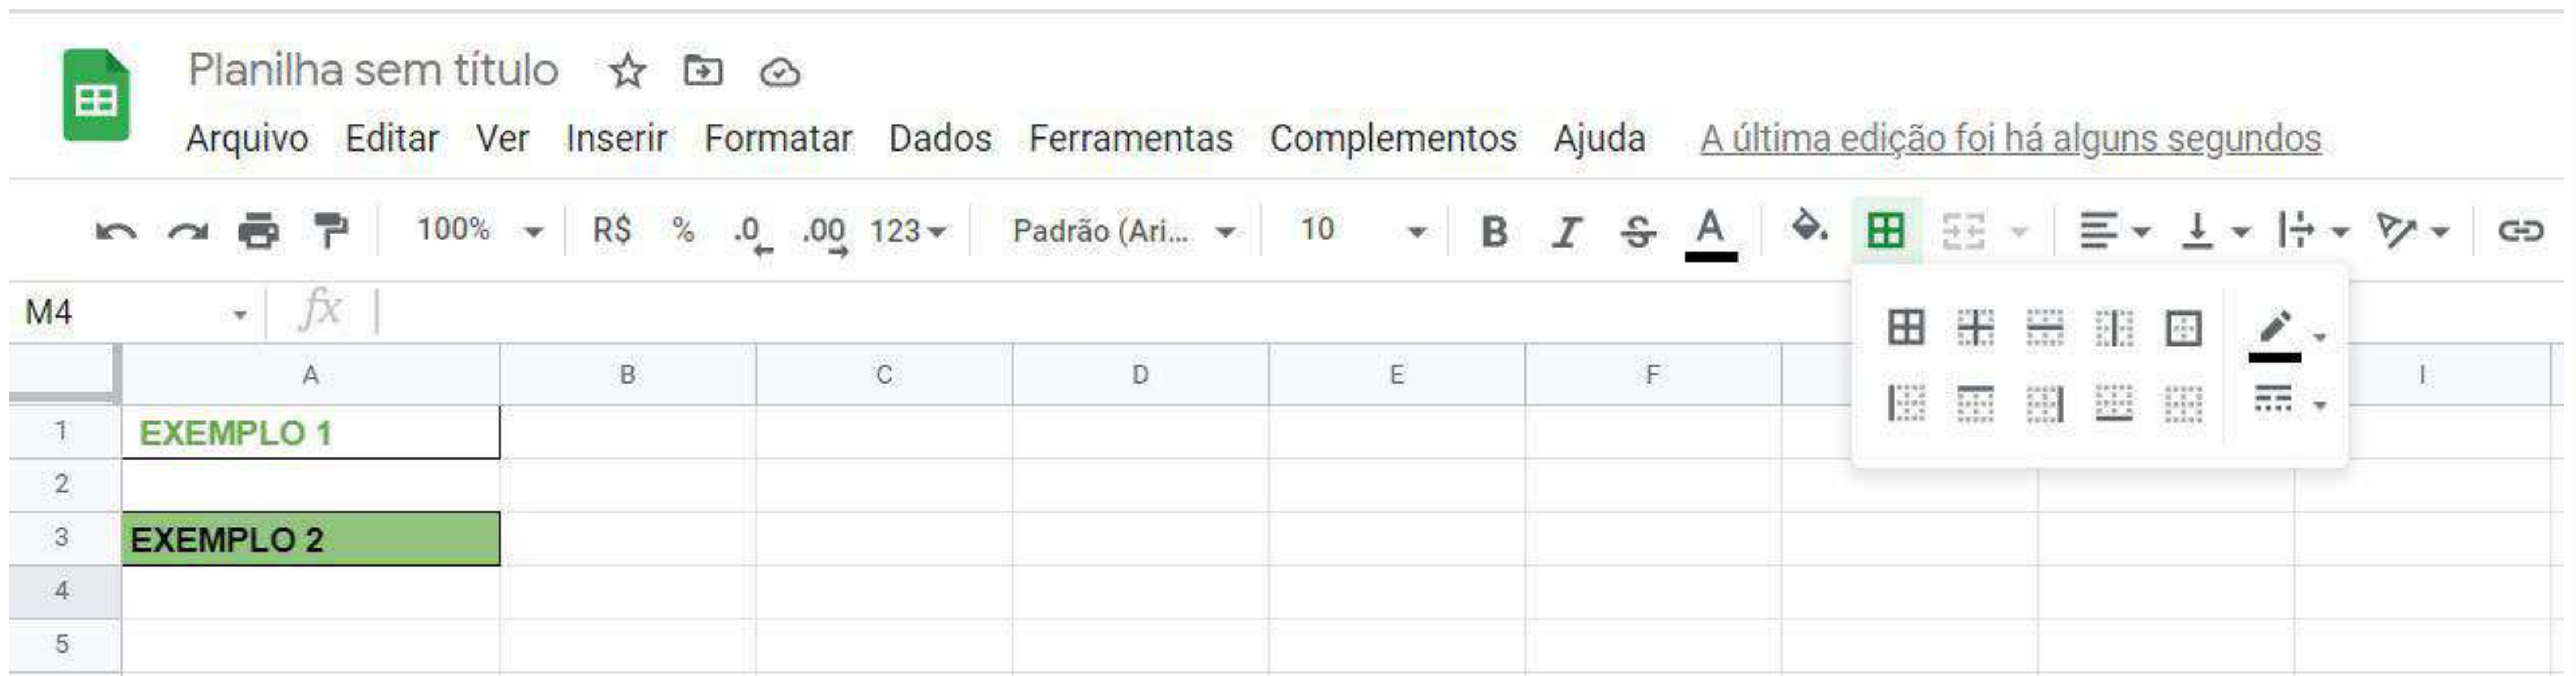 Planilha sem título
Arquivo Editar Ver Inserir Formatar Dados Ferramentas Complementos Ajuda A última edição foi há alguns segundos
100% R$ % .0 .00 123 Padrão (Ari... 10 B I S A
M4 fx
A B C D E F I
1 EXEMPLO 1
2
3 EXEMPLO 2
4
5